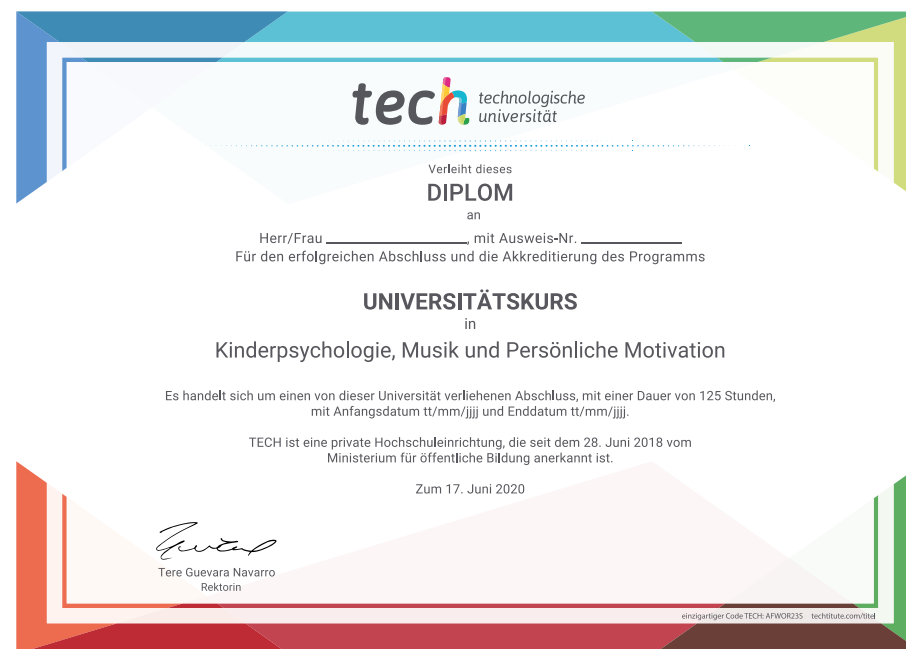 tech technologische
universität
Verleiht dieses
DIPLOM
an
Herr/Frau ____________________, mit Ausweis-Nr. ______________
Für den erfolgreichen Abschluss und die Akkreditierung des Programms
UNIVERSITÄTSKURS
in
Kinderpsychologie, Musik und Persönliche Motivation
Es handelt sich um einen von dieser Universität verliehenen Abschluss, mit einer Dauer von 125 Stunden,
mit Anfangsdatum tt/mm/jjjj und Enddatum tt/mm/jjjj.
TECH ist eine private Hochschuleinrichtung, die seit dem 28. Juni 2018 vom
Ministerium für öffentliche Bildung anerkannt ist.
Zum 17. Juni 2020
Tere Guevara Navarro
Rektorin
einzigartiger Code TECH: AFWOR23S techtitute.com/titel